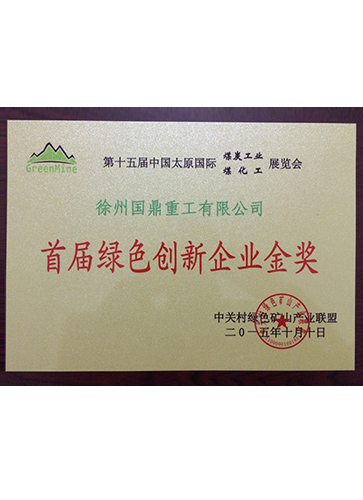 GreenMine
第十五届中国太原国际 煤炭工业 煤化工 展览会
徐州国鼎重工有限公司
首届绿色创新企业金奖
中关村绿色矿山产业联盟
二0一五年十月十日